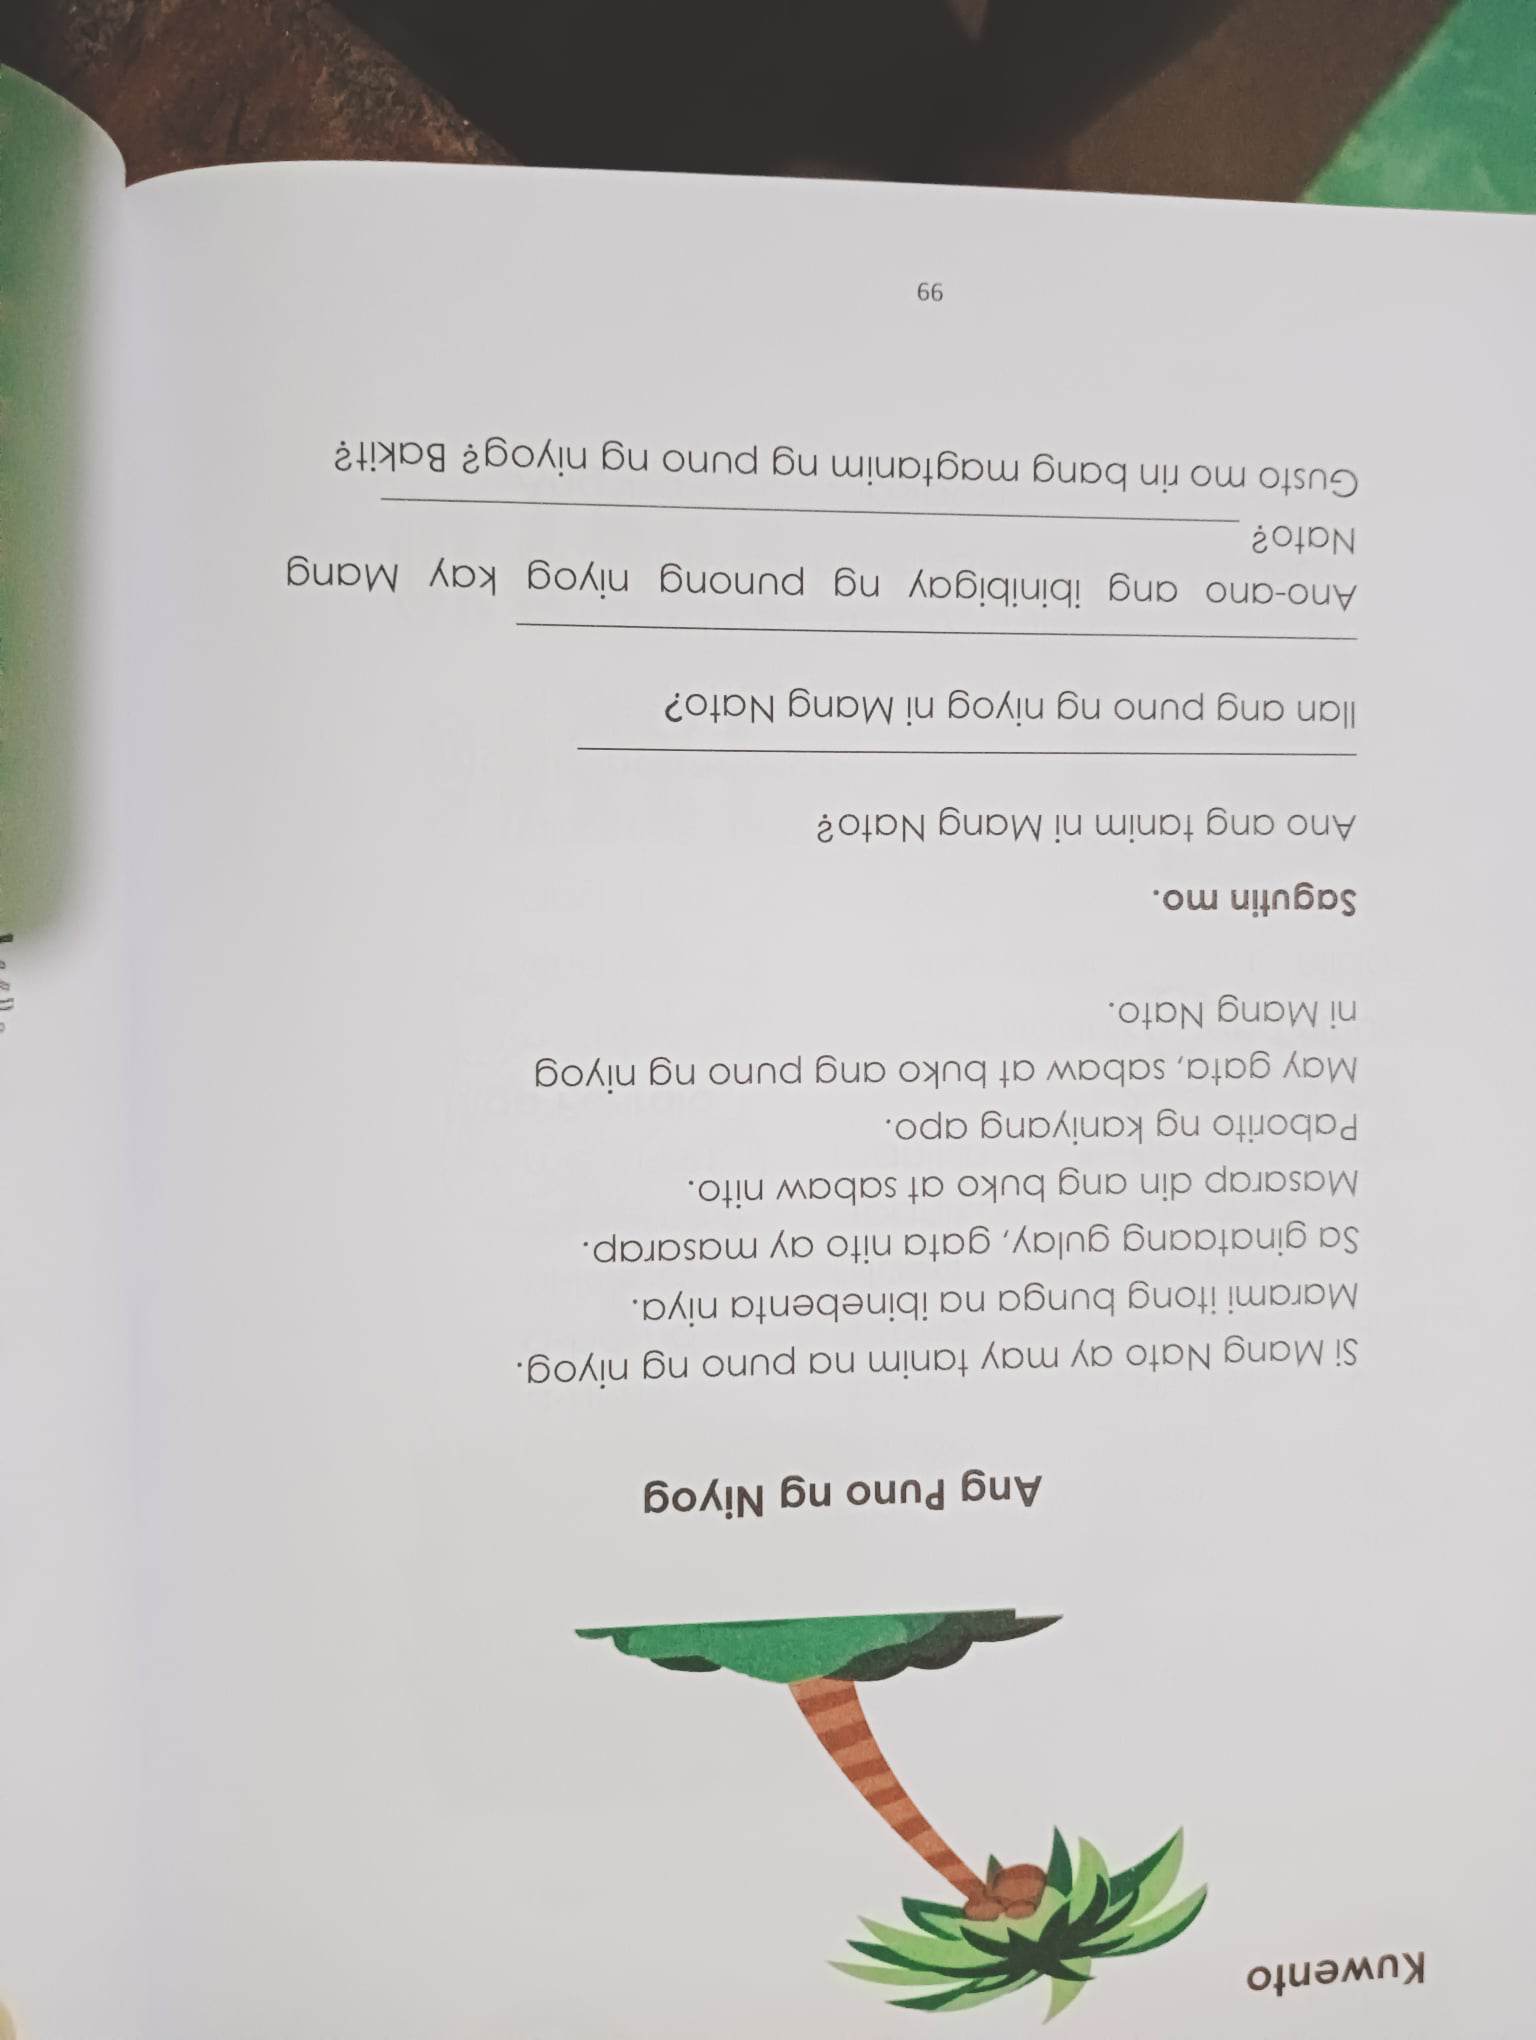 Kuwento
Ang Puno ng Niyog
Si Mang Nato ay may tanim na puno ng niyog.
Marami itong bunga na ibinebenta niya.
Sa ginataang gulay, gata nito ay masarap.
Masarap din ang buko at sabaw nito.
Paborito ng kaniyang apo.
May gata, sabaw at buko ang puno ng niyog
ni Mang Nato.
Sagutin mo.
Ano ang tanim ni Mang Nato?
Ilan ang puno ng niyog ni Mang Nato?
Ano-ano ang ibinibigay ng punong niyog kay Mang
Nato?
Gusto mo rin bang magtanim ng puno ng niyog? Bakit?
66